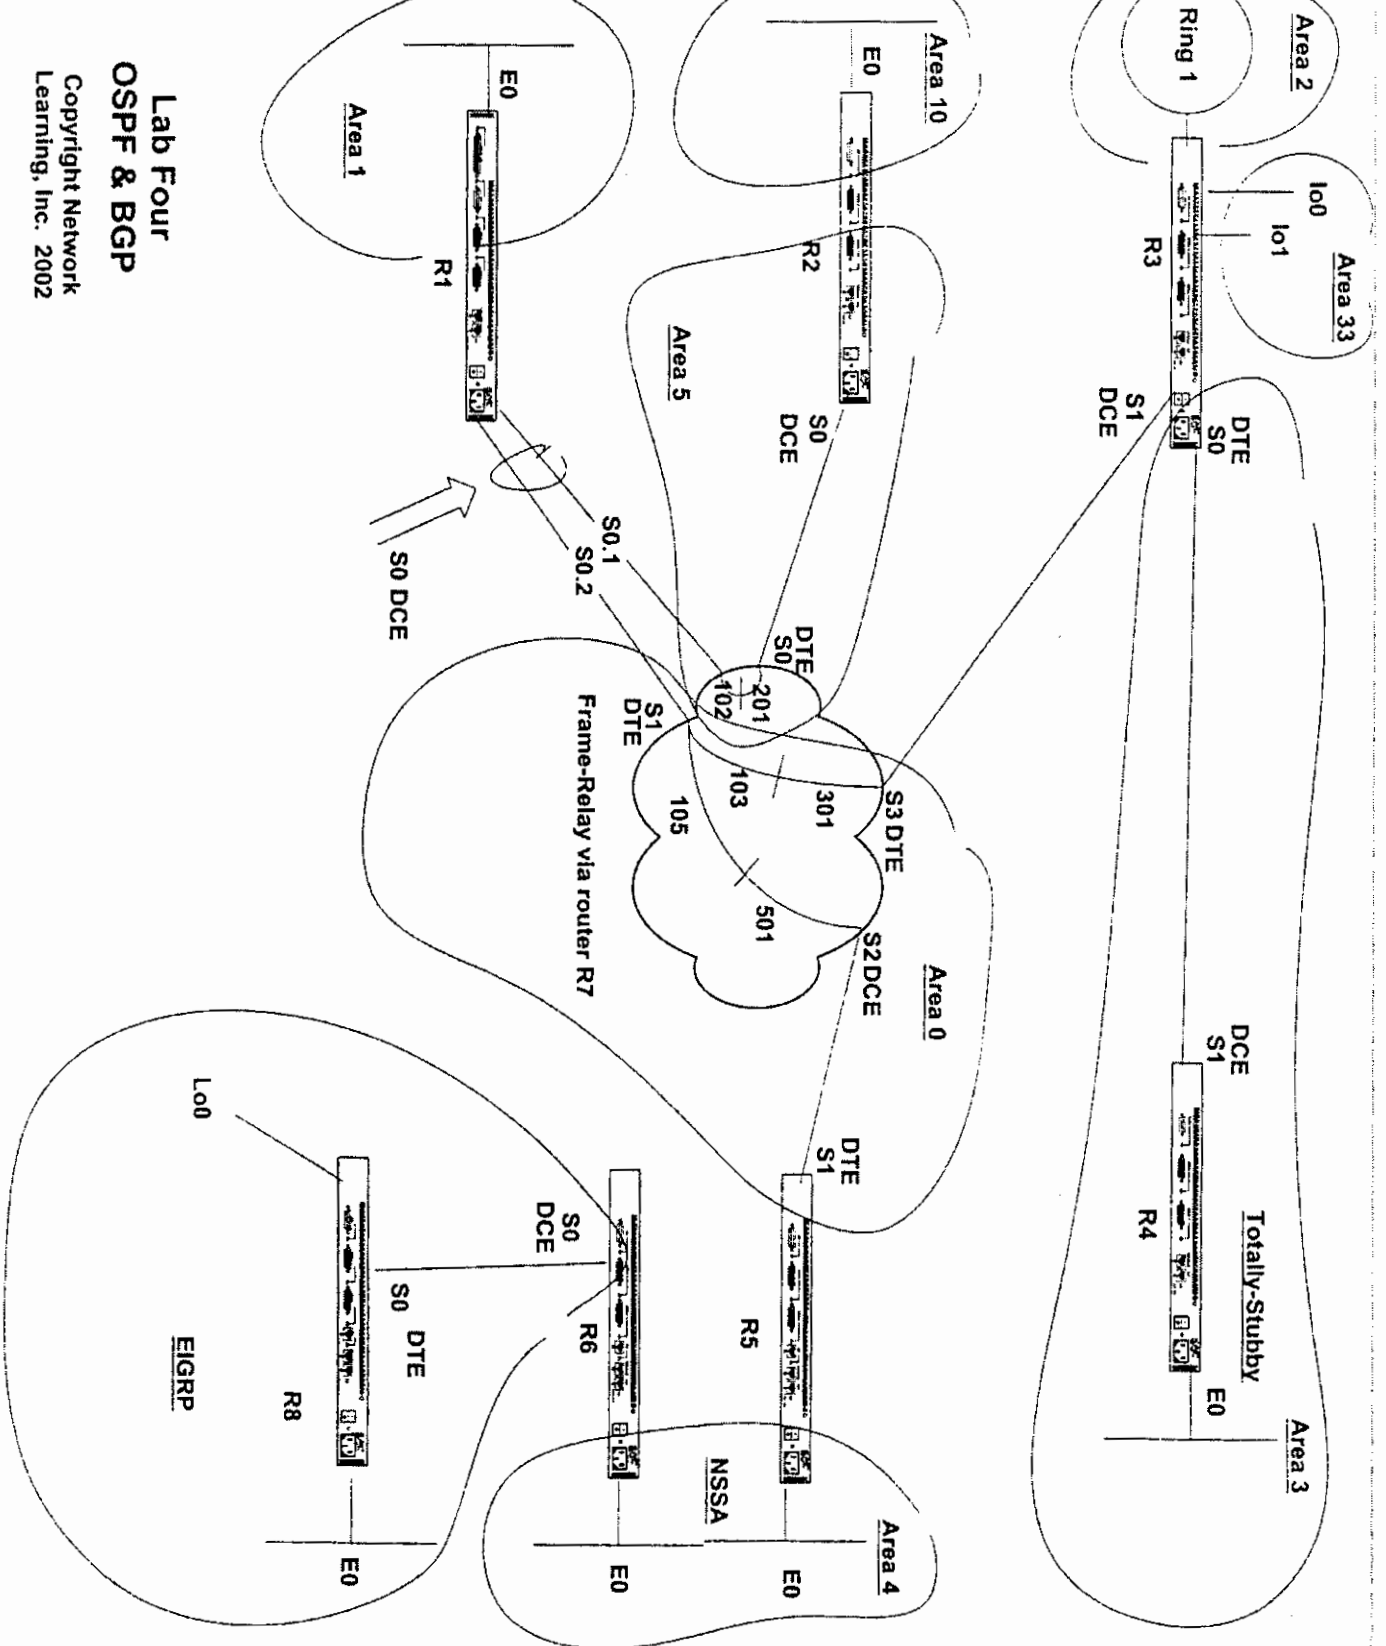 Lab Four
OSPF & BGP
Copyright Network
Learning, Inc. 2002
Area 1
E0
R1
S0 DCE
S0.1
S0.2
Area 10
E0
R2
Area 5
S0
DCE
Area 2
Ring 1
lo0
lo1
Area 33
R3
S1
DCE
DTE
S0
DTE
S0
201
102
S1
DTE
103
301
105
501
S3 DTE
S2 DCE
Frame-Relay via router R7
Area 0
DCE
S1
R4
Totally-Stubby
E0
Area 3
DTE
S1
R5
S0
DCE
R6
NSSA
Area 4
E0
E0
Lo0
S0
DTE
R8
EIGRP
E0